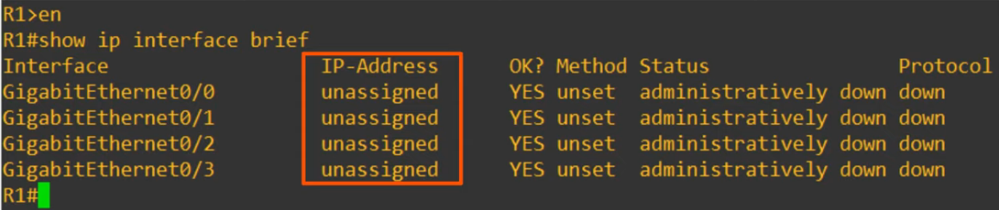 R1>en
R1#show ip interface brief
Interface IP-Address OK? Method Status Protocol
GigabitEthernet0/0 unassigned YES unset administratively down down
GigabitEthernet0/1 unassigned YES unset administratively down down
GigabitEthernet0/2 unassigned YES unset administratively down down
GigabitEthernet0/3 unassigned YES unset administratively down down
R1#